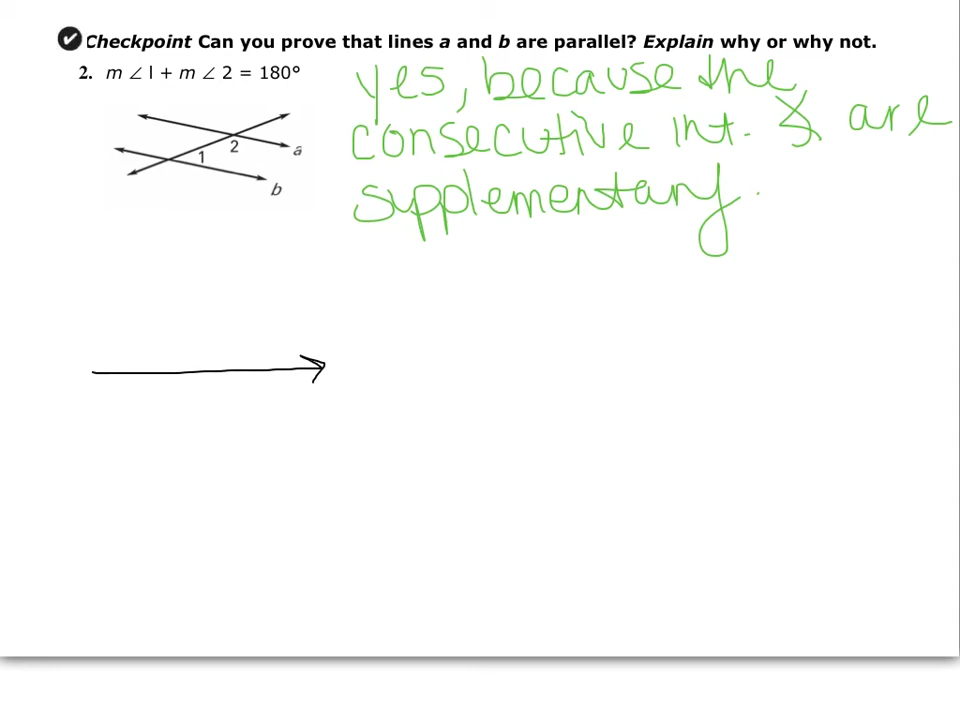 Checkpoint Can you prove that lines a and b are parallel? Explain why or why not.
2. m ∠ 1 + m ∠ 2 = 180°
yes, because the
consecutive int. ∠s are
supplementary.
2
1
a
b